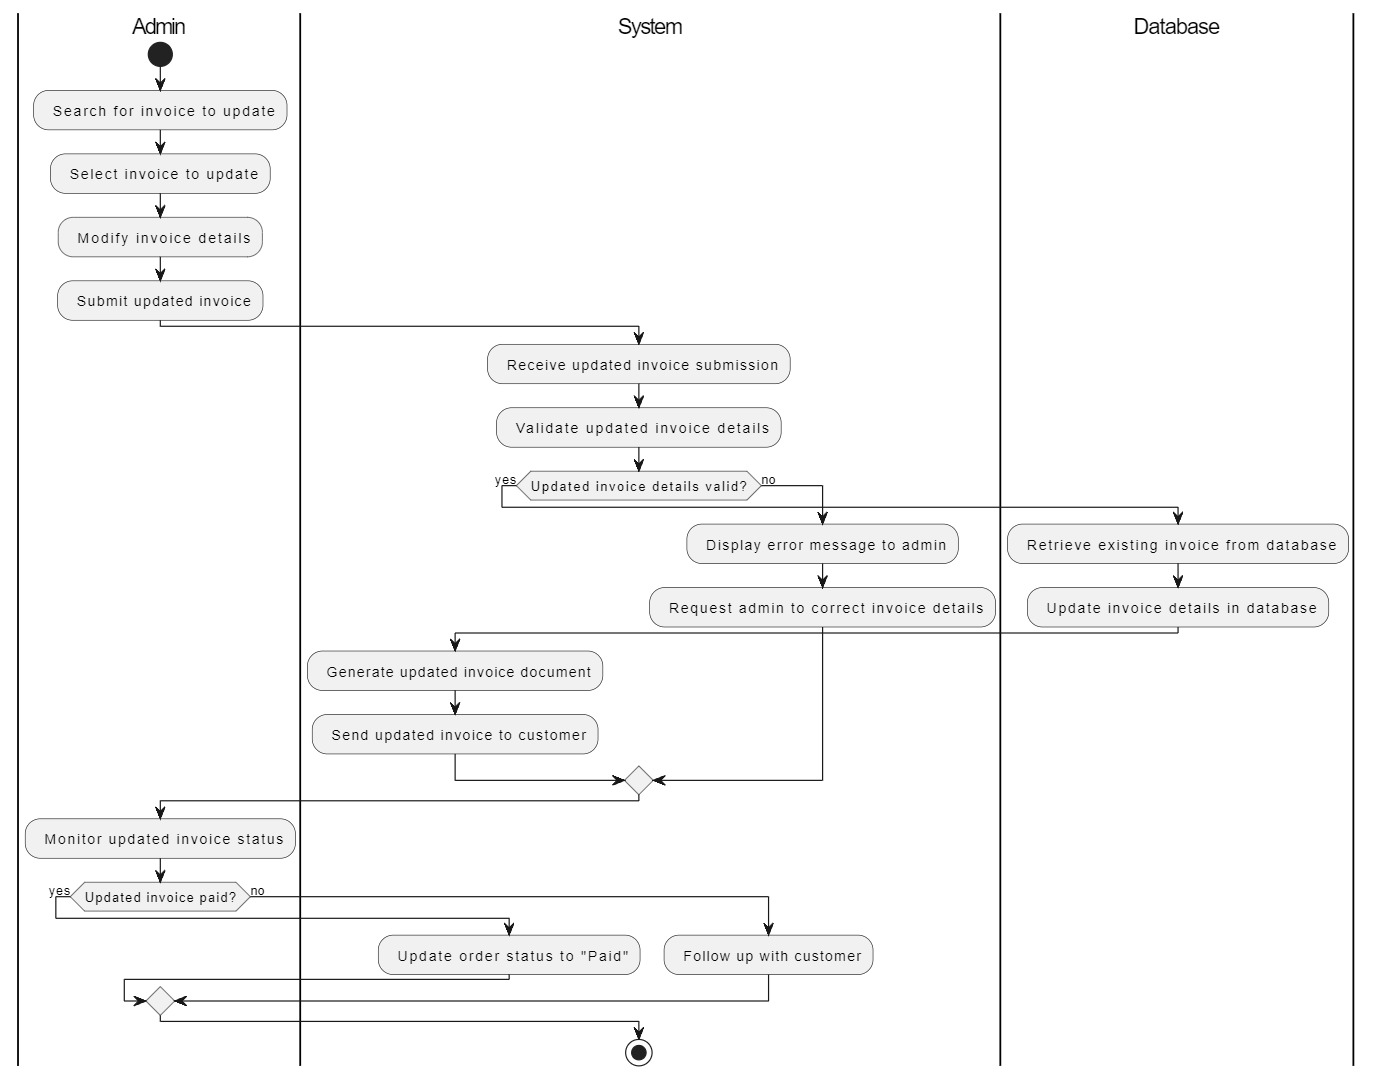 Admin
System
Database
Search for invoice to update
Select invoice to update
Modify invoice details
Submit updated invoice
Receive updated invoice submission
Validate updated invoice details
yes
Updated invoice details valid?
no
Display error message to admin
Retrieve existing invoice from database
Request admin to correct invoice details
Update invoice details in database
Generate updated invoice document
Send updated invoice to customer
Monitor updated invoice status
yes
Updated invoice paid?
no
Update order status to "Paid"
Follow up with customer